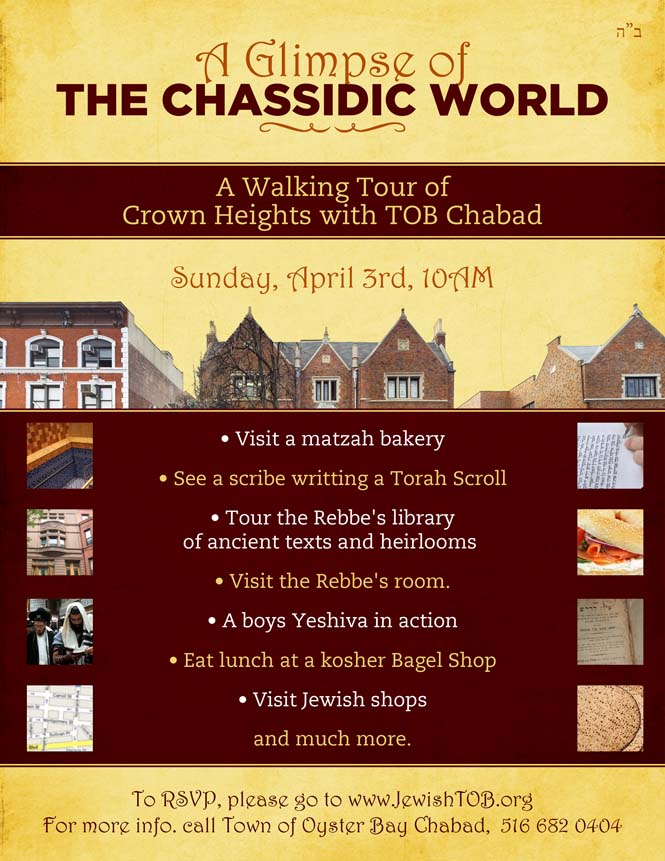 ב"ה
A Glimpse of
THE CHASSIDIC WORLD
A Walking Tour of
Crown Heights with TOB Chabad
Sunday, April 3rd, 10AM
• Visit a matzah bakery
• See a scribe writting a Torah Scroll
• Tour the Rebbe's library
of ancient texts and heirlooms
• Visit the Rebbe's room.
• A boys Yeshiva in action
• Eat lunch at a kosher Bagel Shop
• Visit Jewish shops
and much more.
To RSVP, please go to www.JewishTOB.org
For more info. call Town of Oyster Bay Chabad, 516 682 0404